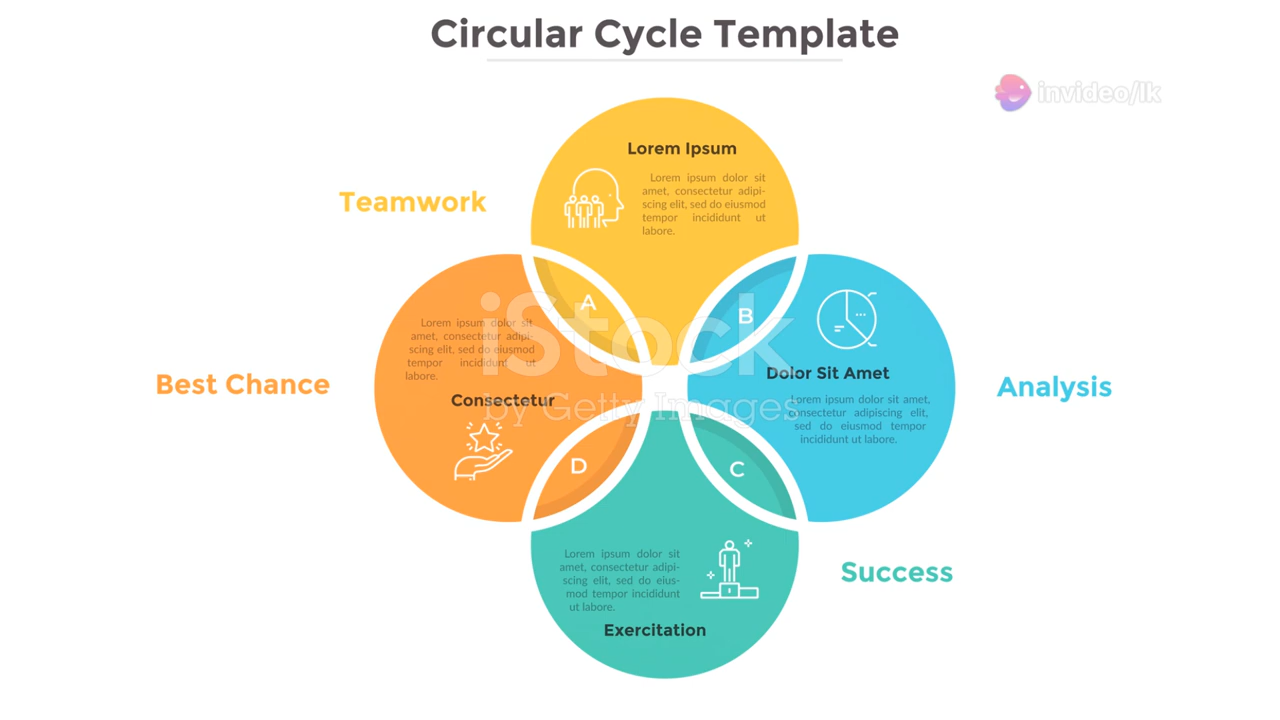 Circular Cycle Template
invideo/lk
Lorem Ipsum
Lorem ipsum dolor sit
amet, consectetur adipi-
scing elit, sed do eiusmod
tempor incididunt ut
labore.
Teamwork
A
B
iStock
by Getty Images
Lorem ipsum dolor sit
amet, consectetur adipi-
scing elit, sed do eiusmod
tempor incididunt ut
labore.
Consectetur
Best Chance
Dolor Sit Amet
Lorem ipsum dolor sit amet,
consectetur adipiscing elit,
sed do eiusmod tempor
incididunt ut labore.
Analysis
D
C
Lorem ipsum dolor sit
amet, consectetur adipi-
scing elit, sed do eius-
mod tempor incididunt
ut labore.
Exercitation
Success